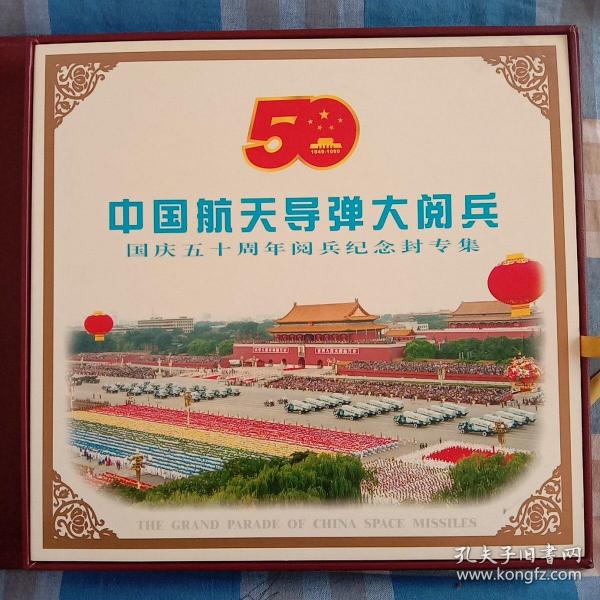 50
1949-1999
中国航天导弹大阅兵
国庆五十周年阅兵纪念封专集
THE GRAND PARADE OF CHINA SPACE MISSILES
孔夫子旧书网
www.kongfz.com